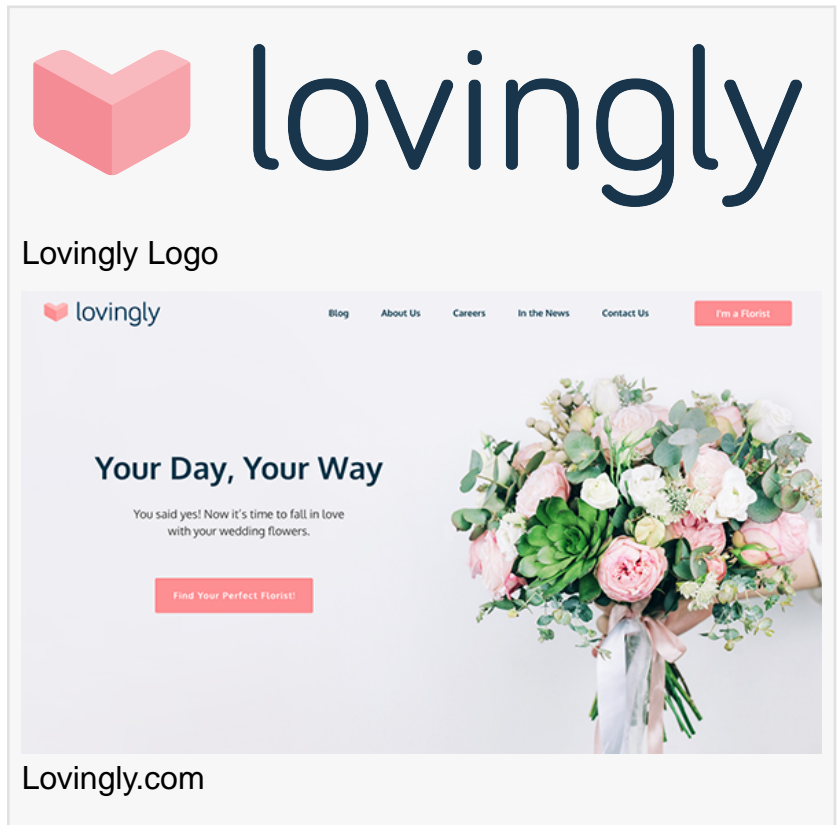 lovingly
Lovingly Logo
lovingly
Blog About Us Careers In the News Contact Us I'm a Florist
Your Day, Your Way
You said yes! Now it's time to fall in love
with your wedding flowers.
Find Your Perfect Florist!
Lovingly.com